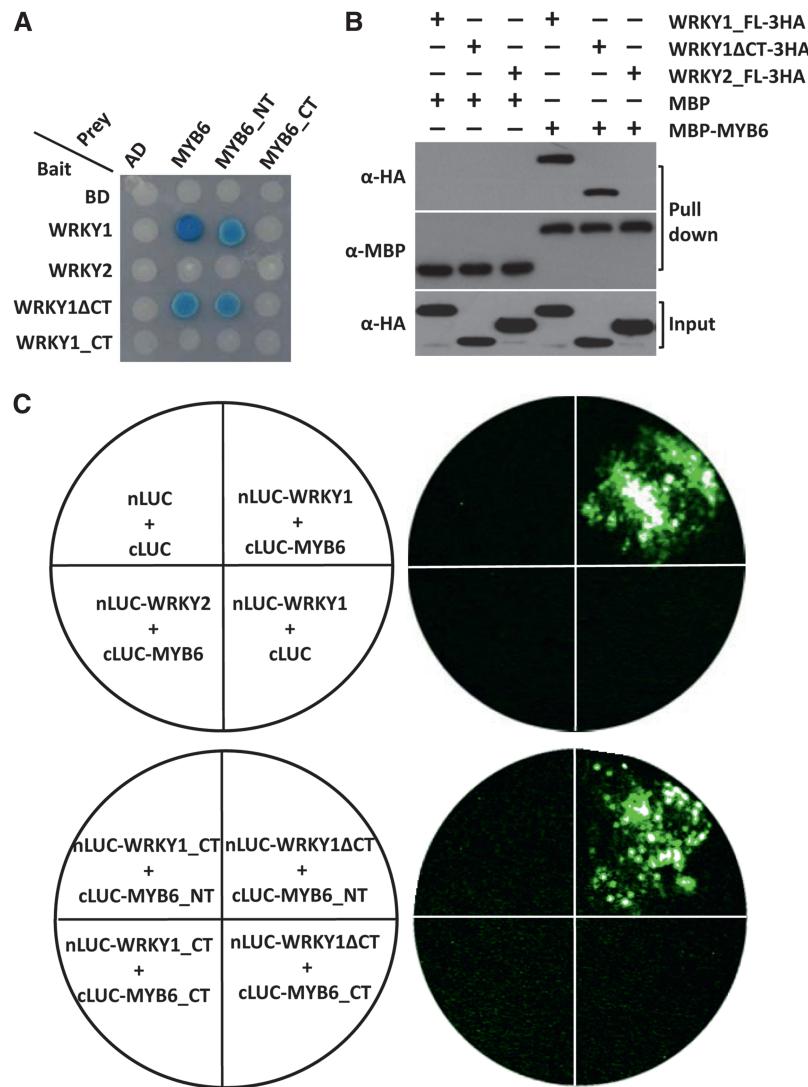 A
Prey
Bait
AD
MYB6
MYB6_NT
MYB6_CT
BD
WRKY1
WRKY2
WRKY1ΔCT
WRKY1_CT
B
+ − − + − − WRKY1_FL-3HA
− + − − + − WRKY1ΔCT-3HA
− − + − − + WRKY2_FL-3HA
+ + + − − − MBP
− − − + + + MBP-MYB6
α-HA
α-MBP
Pull
down
α-HA
Input
C
nLUC
+
cLUC
nLUC-WRKY1
+
cLUC-MYB6
nLUC-WRKY2
+
cLUC-MYB6
nLUC-WRKY1
+
cLUC
nLUC-WRKY1_CT
+
cLUC-MYB6_NT
nLUC-WRKY1ΔCT
+
cLUC-MYB6_NT
nLUC-WRKY1_CT
+
cLUC-MYB6_CT
nLUC-WRKY1ΔCT
+
cLUC-MYB6_CT